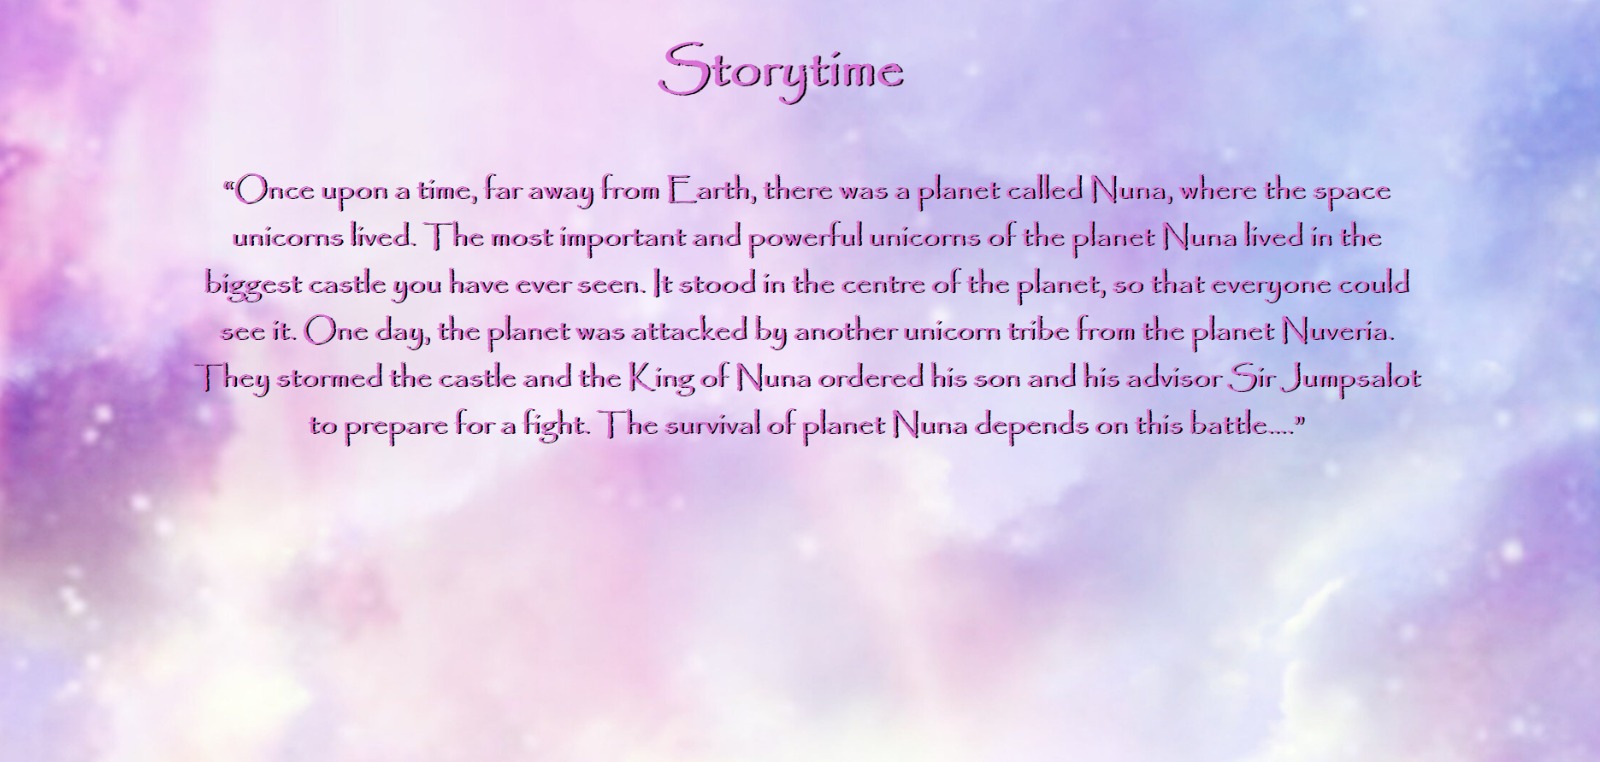 Storytime
“Once upon a time, far away from Earth, there was a planet called Nuna, where the space
unicorns lived. The most important and powerful unicorns of the planet Nuna lived in the
biggest castle you have ever seen. It stood in the centre of the planet, so that everyone could
see it. One day, the planet was attacked by another unicorn tribe from the planet Nuveria.
They stormed the castle and the King of Nuna ordered his son and his advisor Sir Jumpsalot
to prepare for a fight. The survival of planet Nuna depends on this battle....”